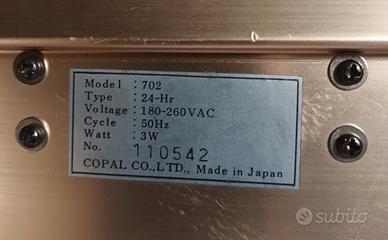 Model : 702
Type : 24-Hr
Voltage : 180-260VAC
Cycle : 50Hz
Watt : 3W
No. 110542
COPAL CO.,LTD., Made in Japan
subito